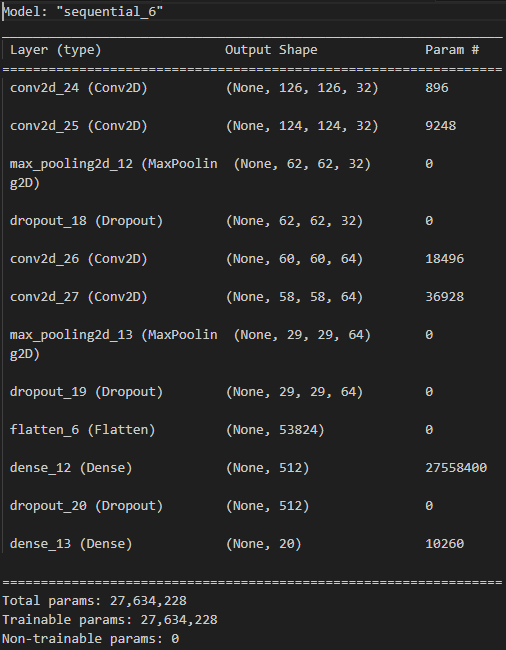 Model: "sequential_6"
Layer (type) Output Shape Param #
conv2d_24 (Conv2D) (None, 126, 126, 32) 896
conv2d_25 (Conv2D) (None, 124, 124, 32) 9248
max_pooling2d_12 (MaxPoolin (None, 62, 62, 32) 0
g2D)
dropout_18 (Dropout) (None, 62, 62, 32) 0
conv2d_26 (Conv2D) (None, 60, 60, 64) 18496
conv2d_27 (Conv2D) (None, 58, 58, 64) 36928
max_pooling2d_13 (MaxPoolin (None, 29, 29, 64) 0
g2D)
dropout_19 (Dropout) (None, 29, 29, 64) 0
flatten_6 (Flatten) (None, 53824) 0
dense_12 (Dense) (None, 512) 27558400
dropout_20 (Dropout) (None, 512) 0
dense_13 (Dense) (None, 20) 10260
Total params: 27,634,228
Trainable params: 27,634,228
Non-trainable params: 0